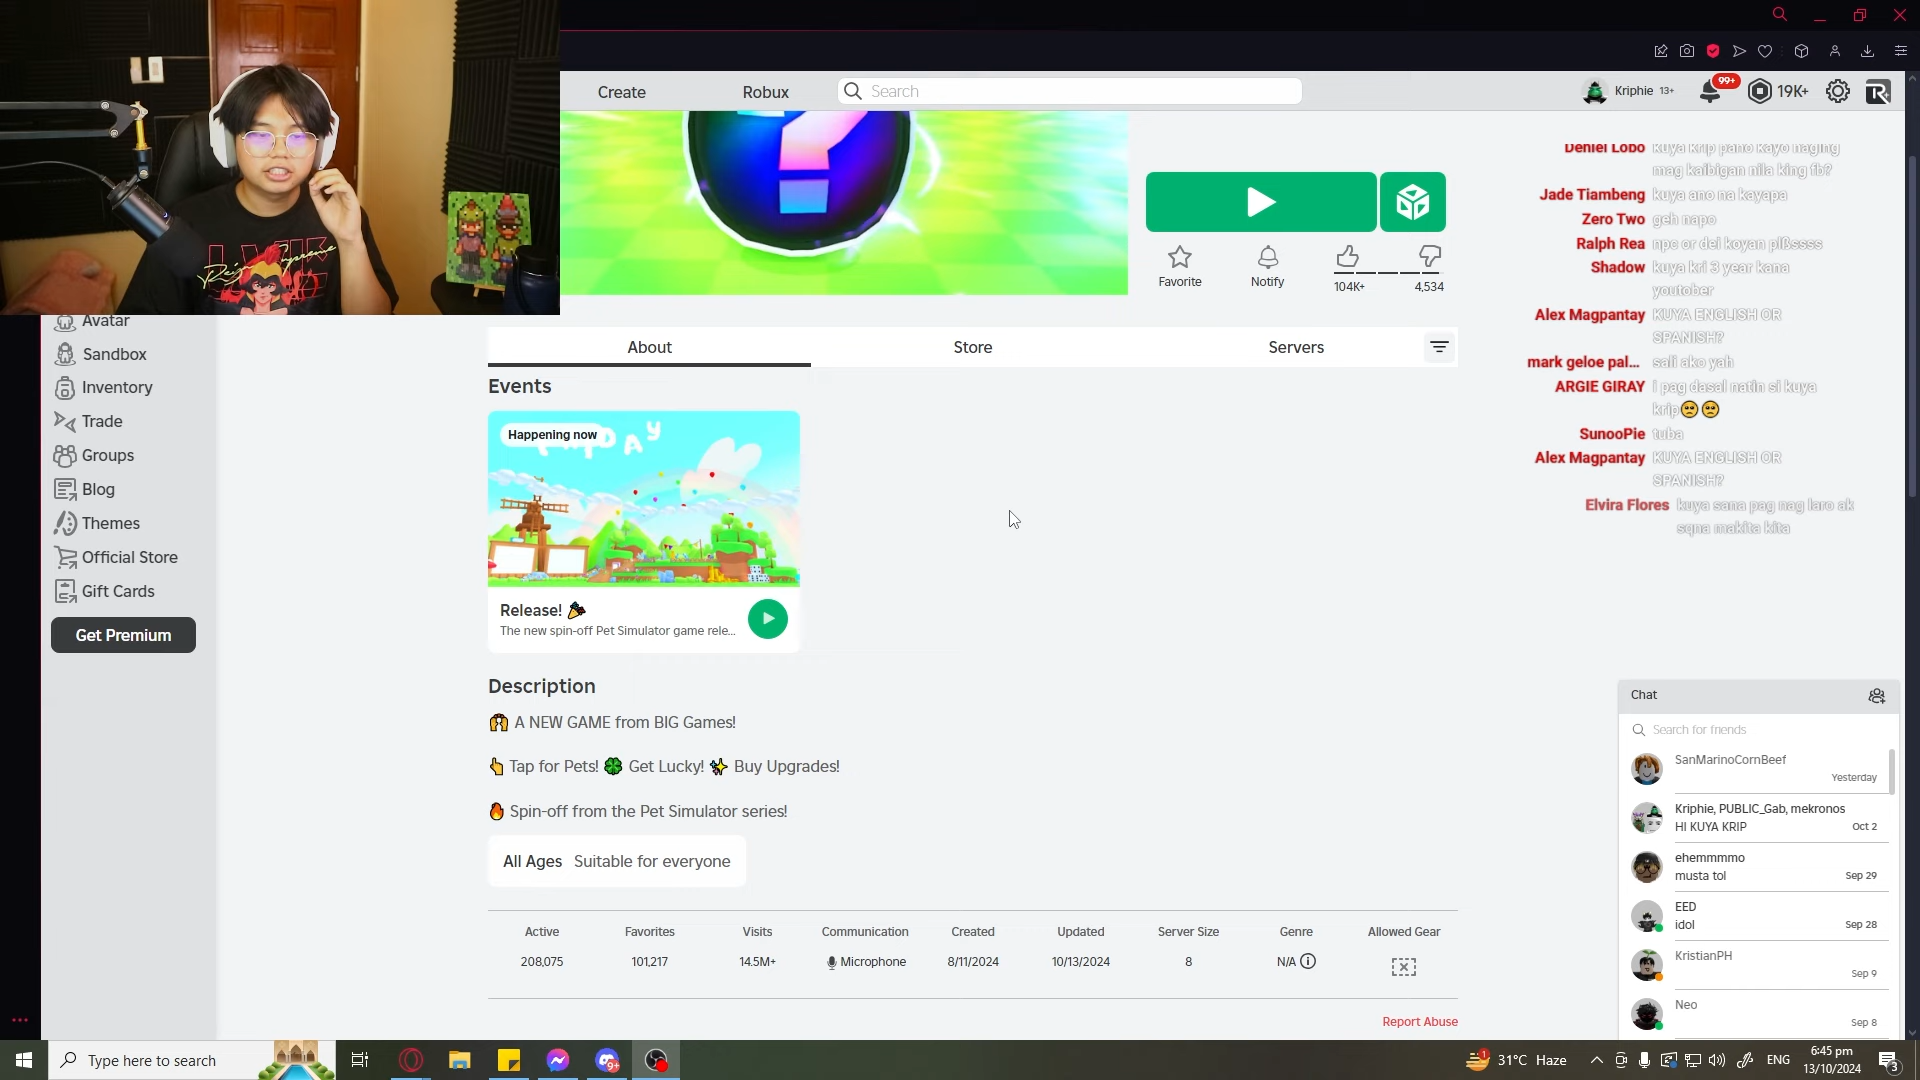 Create
Robux
Search
Kriphie 13+
99+
19K+
Favorite
Notify
104K+
4,534
Avatar
Sandbox
Inventory
Trade
Groups
Blog
Themes
Official Store
Gift Cards
Get Premium
About
Store
Servers
Events
Happening now
Release!
The new spin-off Pet Simulator game rele...
Description
🙌 A NEW GAME from BIG Games!
👆 Tap for Pets! 🍀 Get Lucky! ✨ Buy Upgrades!
🔥 Spin-off from the Pet Simulator series!
All Ages Suitable for everyone
Active Favorites Visits Communication Created Updated Server Size Genre Allowed Gear
208,075 101,217 14.5M+ Microphone 8/11/2024 10/13/2024 8 N/A
Report Abuse
Deniel Lobo kuya krip pano kayo naging
mag kaibigan nila king fb?
Jade Tiambeng kuya ano na kayapa
Zero Two geh napo
Ralph Rea npc or dei koyan plßssss
Shadow kuya kri 3 year kana
youtober
Alex Magpantay KUYA ENGLISH OR
SPANISH?
mark geloe pal... sali ako yah
ARGIE GIRAY I pag dasal natin si kuya
krip🥺🥺
SunooPie tuba
Alex Magpantay KUYA ENGLISH OR
SPANISH?
Elvira Flores kuya sana pag nag laro ak
sqna makita kita
Chat
Search for friends
SanMarinoCornBeef
Yesterday
Kriphie, PUBLIC_Gab, mekronos
HI KUYA KRIP Oct 2
ehemmmmo
musta tol Sep 29
EED
idol Sep 28
KristianPH
Sep 9
Neo
Sep 8
Type here to search
9+
1
31°C Haze
ENG
6:45 pm
13/10/2024
3